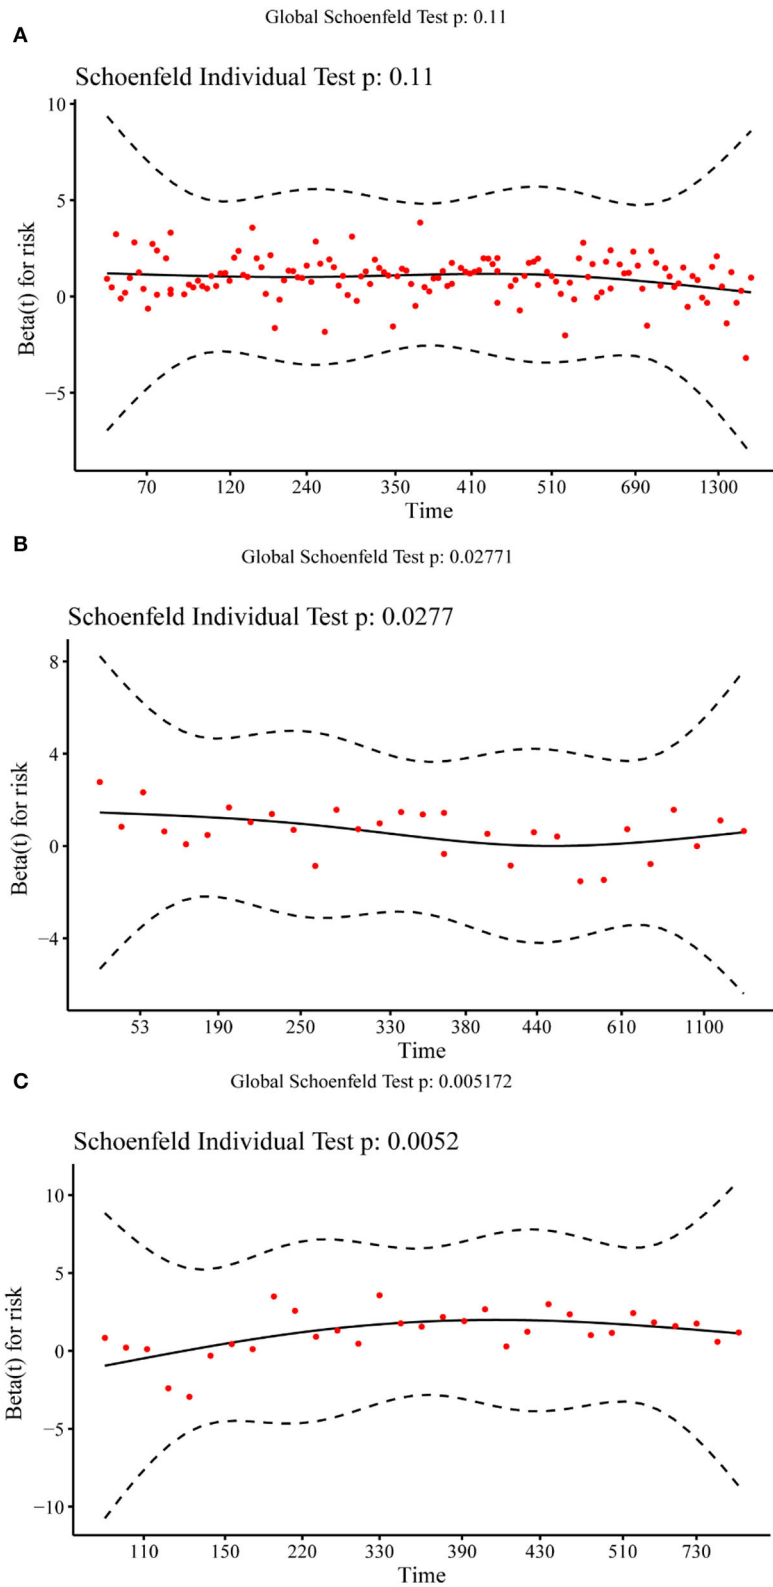 Global Schoenfeld Test p: 0.11
A
Schoenfeld Individual Test p: 0.11
10
5
0
−5
Beta(t) for risk
70 120 240 350 410 510 690 1300
Time
B
Global Schoenfeld Test p: 0.02771
Schoenfeld Individual Test p: 0.0277
8
4
0
−4
Beta(t) for risk
53 190 250 330 380 440 610 1100
Time
C
Global Schoenfeld Test p: 0.005172
Schoenfeld Individual Test p: 0.0052
10
5
0
−5
−10
Beta(t) for risk
110 150 220 330 390 430 510 730
Time